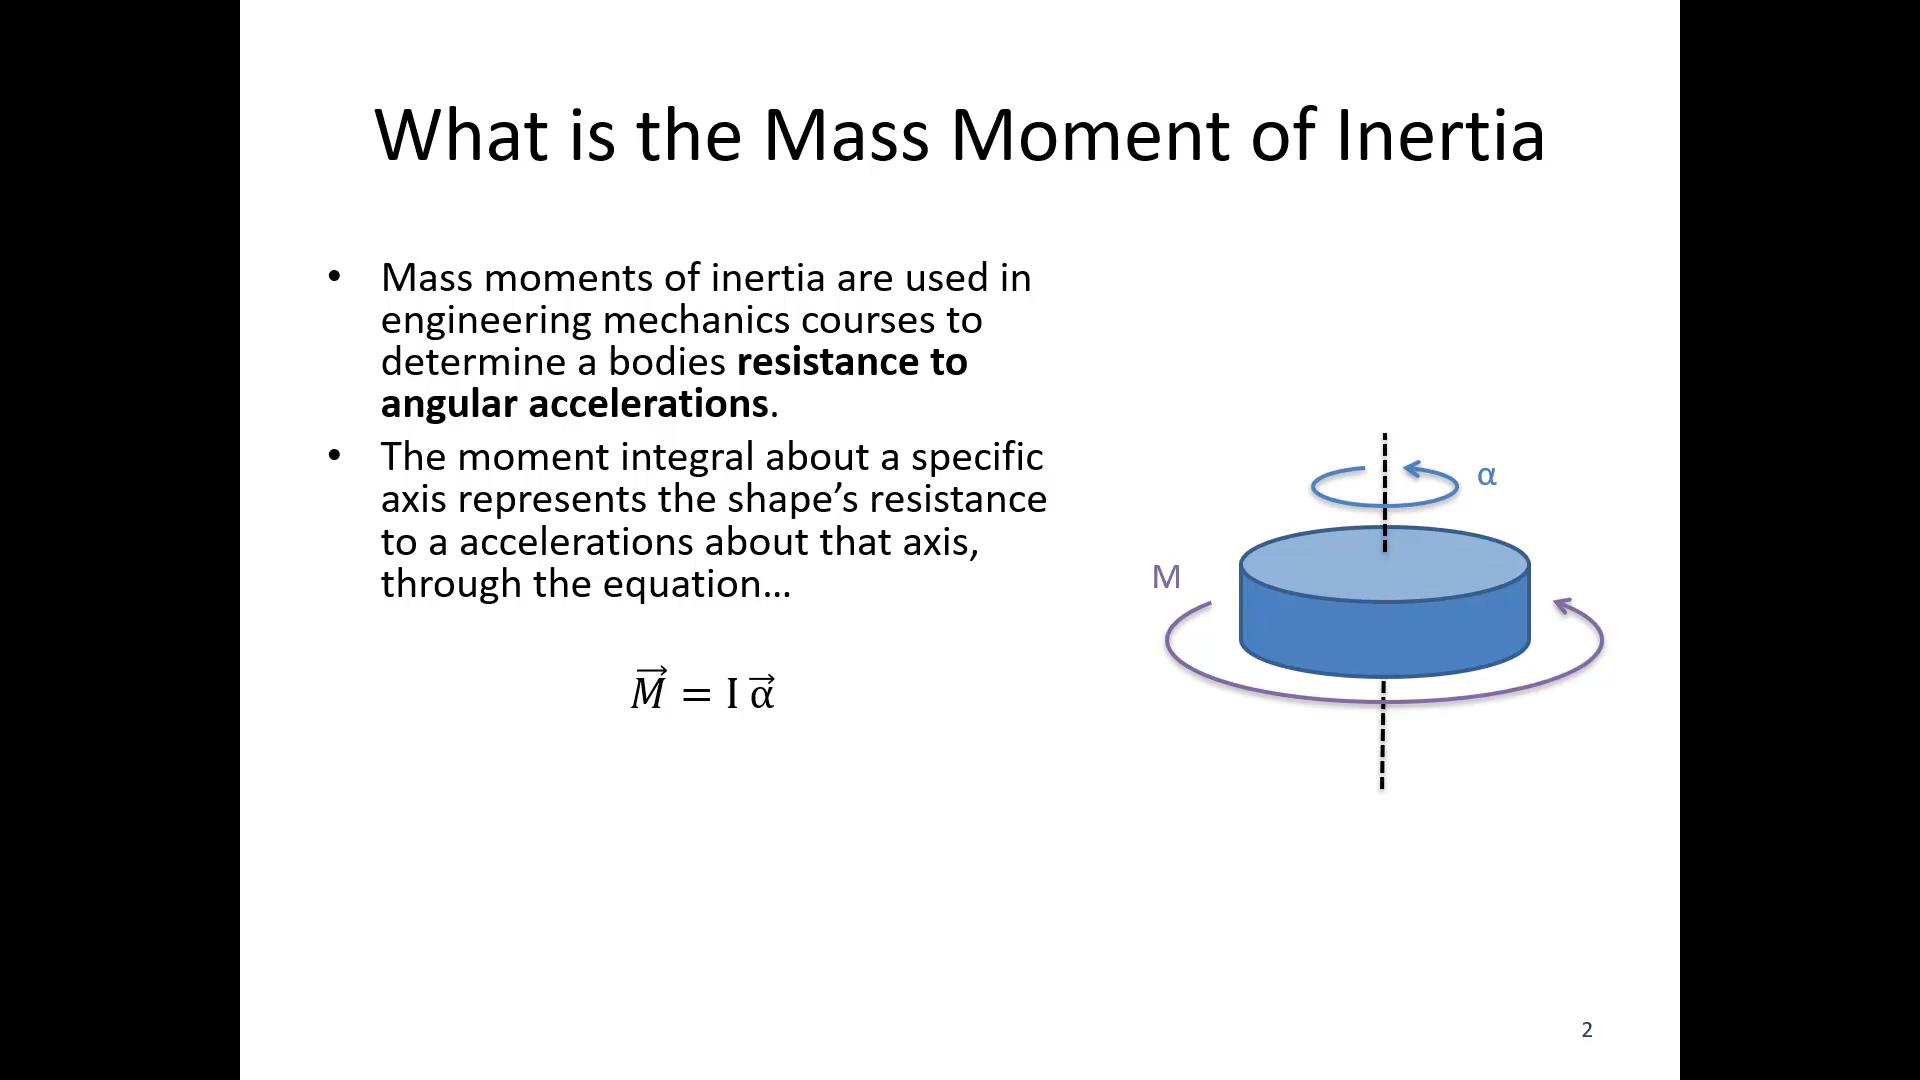 What is the Mass Moment of Inertia
• Mass moments of inertia are used in
engineering mechanics courses to
determine a bodies resistance to
angular accelerations.
• The moment integral about a specific
axis represents the shape’s resistance
to a accelerations about that axis,
through the equation…
M⃗ = I α⃗
α
M
2